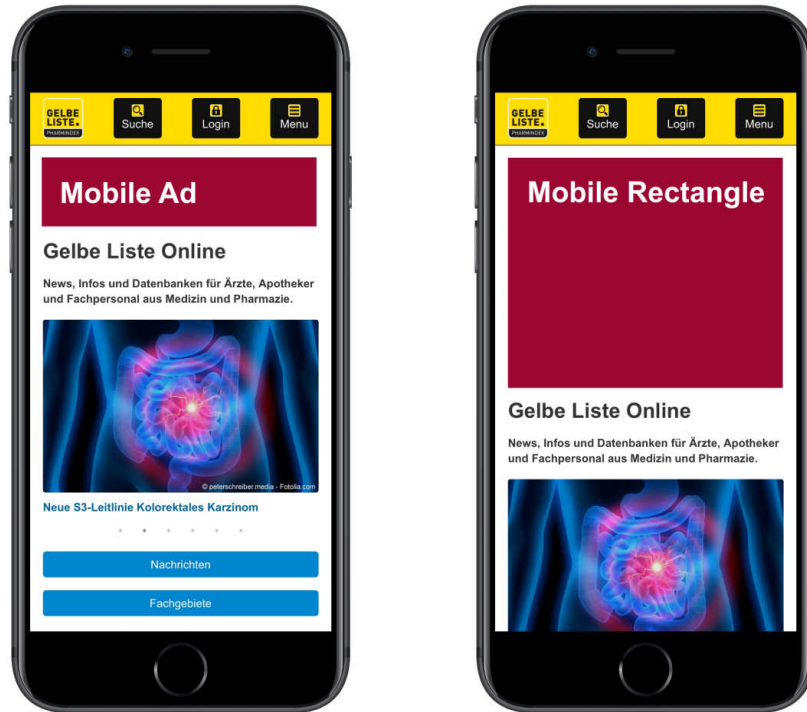 GELBE
LISTE.
PHARMINDEX
Suche
Login
Menu
Mobile Ad
Gelbe Liste Online
News, Infos und Datenbanken für Ärzte, Apotheker
und Fachpersonal aus Medizin und Pharmazie.
© peterschreiber.media - Fotolia.com
Neue S3-Leitlinie Kolorektales Karzinom
Nachrichten
Fachgebiete
GELBE
LISTE.
PHARMINDEX
Suche
Login
Menu
Mobile Rectangle
Gelbe Liste Online
News, Infos und Datenbanken für Ärzte, Apotheker
und Fachpersonal aus Medizin und Pharmazie.